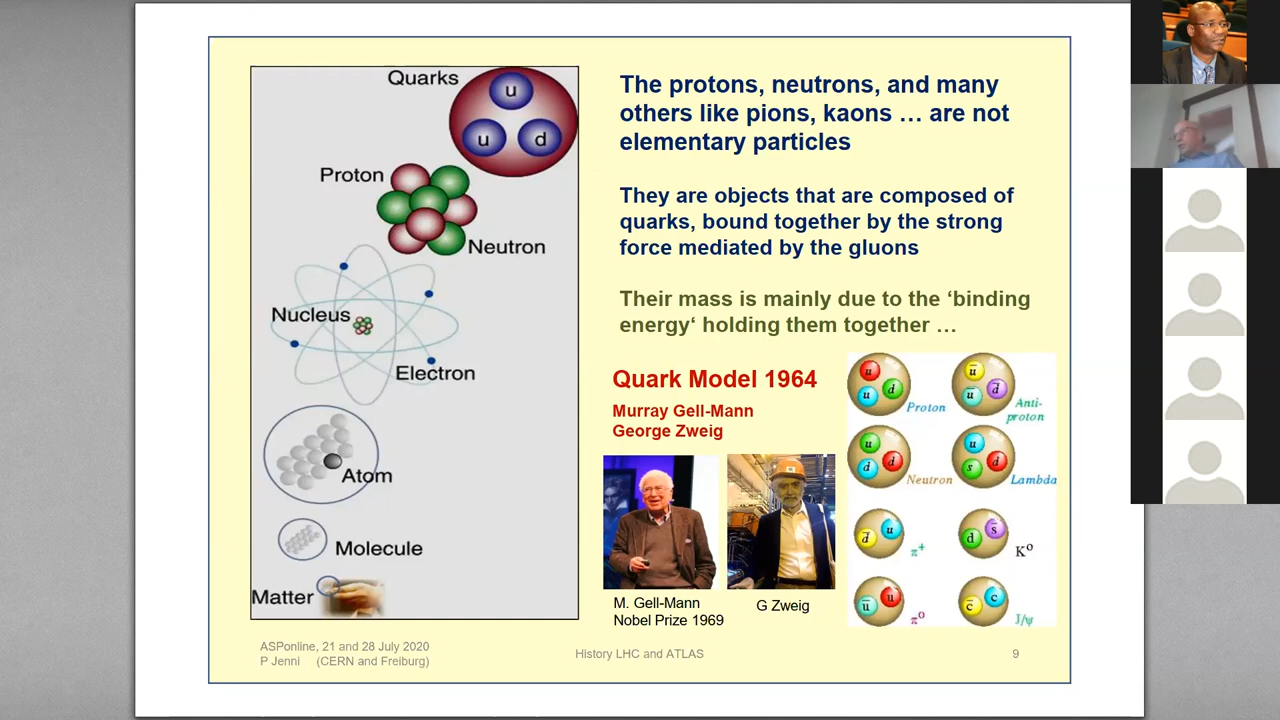 Quarks
u
u
d
Proton
Neutron
Nucleus
Electron
Atom
Molecule
Matter
The protons, neutrons, and many
others like pions, kaons … are not
elementary particles
They are objects that are composed of
quarks, bound together by the strong
force mediated by the gluons
Their mass is mainly due to the ‘binding
energy‘ holding them together …
Quark Model 1964
Murray Gell-Mann
George Zweig
M. Gell-Mann
Nobel Prize 1969
G Zweig
u
u
d
Proton
u̅
u̅
d̅
Anti-
proton
u
d
d
Neutron
u
s
d
Lambda
d̅
u
π⁺
d
s̅
K⁰
u̅
u
π⁰
c̅
c
J/ψ
ASPonline, 21 and 28 July 2020
P Jenni (CERN and Freiburg)
History LHC and ATLAS
9